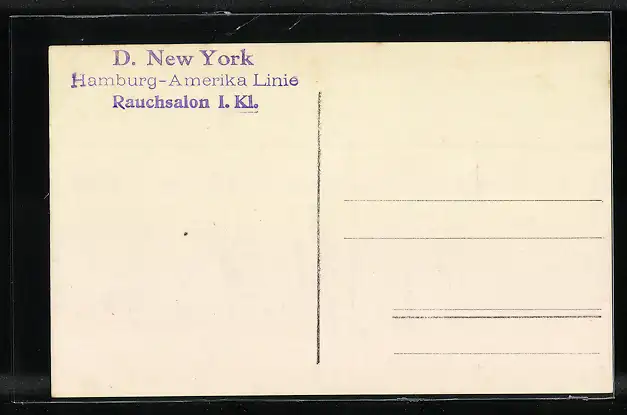 D. New York
Hamburg-Amerika Linie
Rauchsalon I. Kl.